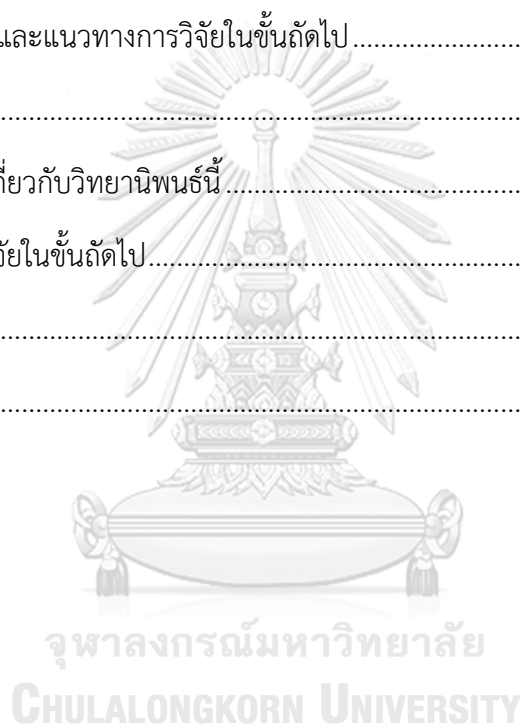 และแนวทางการวิจัยในขั้นถัดไป....................................
....................................................................................................
กี่ยวกับวิทยานิพนธ์นี้....................................................
จัยในขั้นถัดไป................................................................
....................................................................................................
....................................................................................................
จุฬาลงกรณ์มหาวิทยาลัย
CHULALONGKORN UNIVERSITY